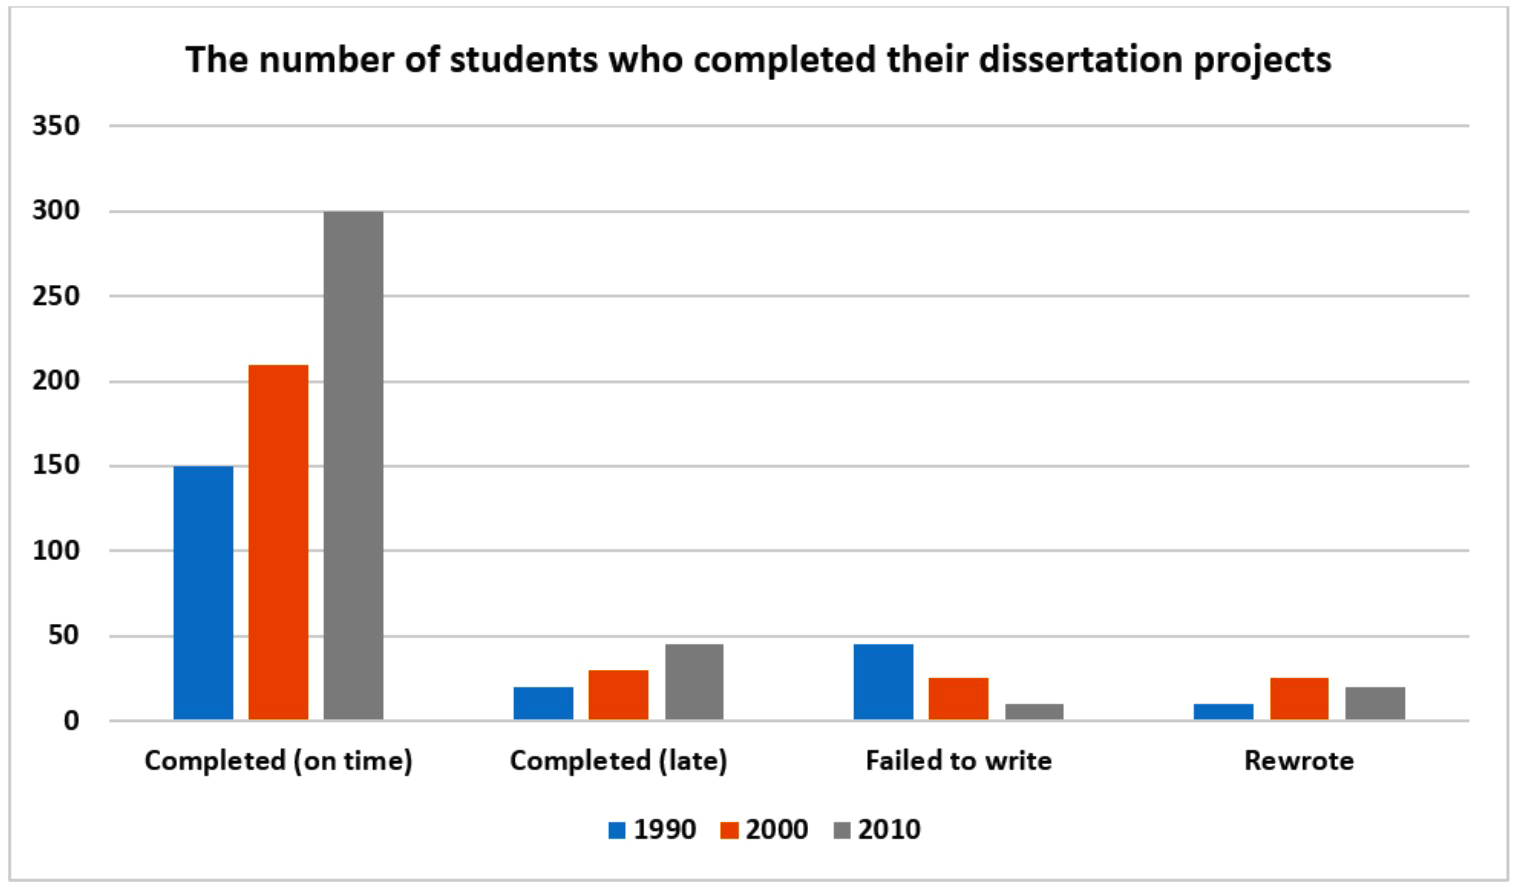 The number of students who completed their dissertation projects
350
300
250
200
150
100
50
0
Completed (on time) Completed (late) Failed to write Rewrote
1990 2000 2010